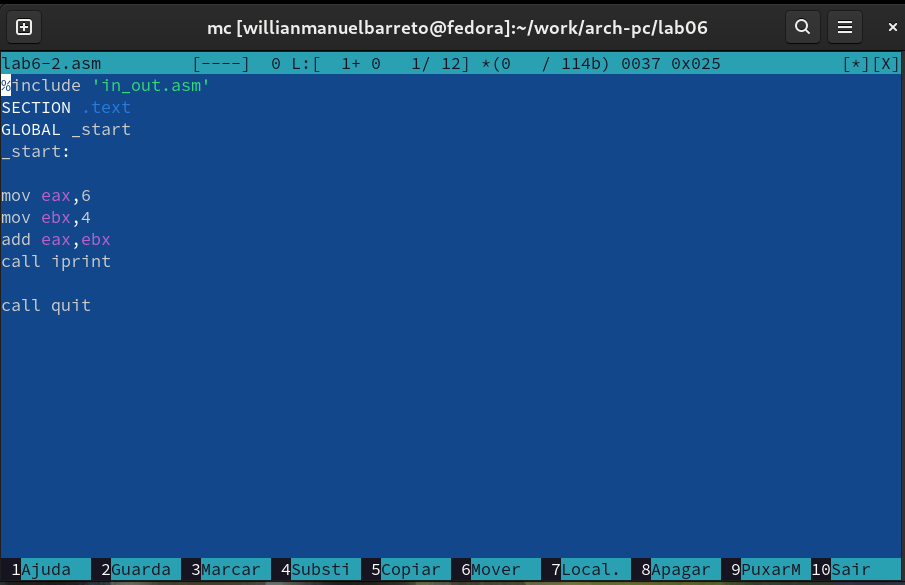 mc [willianmanuelbarreto@fedora]:~/work/arch-pc/lab06
lab6-2.asm [----] 0 L:[ 1+ 0 1/ 12] *(0 / 114b) 0037 0x025 [*][X]
%include 'in_out.asm'
SECTION .text
GLOBAL _start
_start:
mov eax,6
mov ebx,4
add eax,ebx
call iprint
call quit
1Ajuda 2Guarda 3Marcar 4Substi 5Copiar 6Mover 7Local. 8Apagar 9PuxarM 10Sair